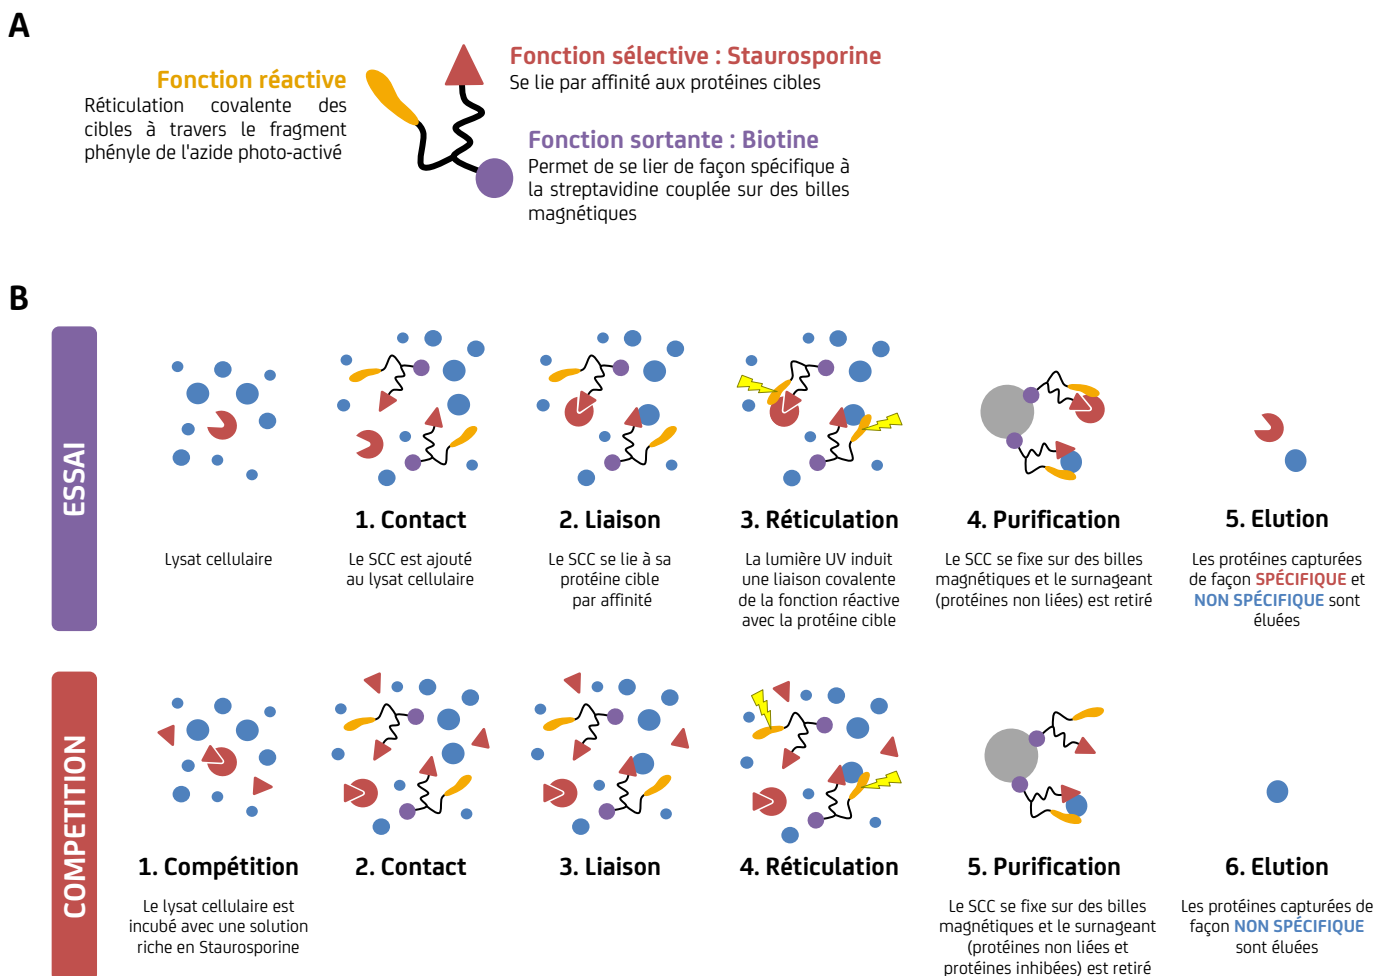 A
Fonction réactive
Réticulation covalente des
cibles à travers le fragment
phényle de l'azide photo-activé
Fonction sélective : Staurosporine
Se lie par affinité aux protéines cibles
Fonction sortante : Biotine
Permet de se lier de façon spécifique à
la streptavidine couplée sur des billes
magnétiques
B
ESSAI
Lysat cellulaire
1. Contact
Le SCC est ajouté
au lysat cellulaire
2. Liaison
Le SCC se lie à sa
protéine cible
par affinité
3. Réticulation
La lumière UV induit
une liaison covalente
de la fonction réactive
avec la protéine cible
4. Purification
Le SCC se fixe sur des billes
magnétiques et le surnageant
(protéines non liées) est retiré
5. Elution
Les protéines capturées
de façon SPÉCIFIQUE et
NON SPÉCIFIQUE sont
éluées
COMPETITION
1. Compétition
Le lysat cellulaire est
incubé avec une solution
riche en Staurosporine
2. Contact
3. Liaison
4. Réticulation
5. Purification
Le SCC se fixe sur des billes
magnétiques et le surnageant
(protéines non liées et
protéines inhibées) est retiré
6. Elution
Les protéines capturées de
façon NON SPÉCIFIQUE
sont éluées